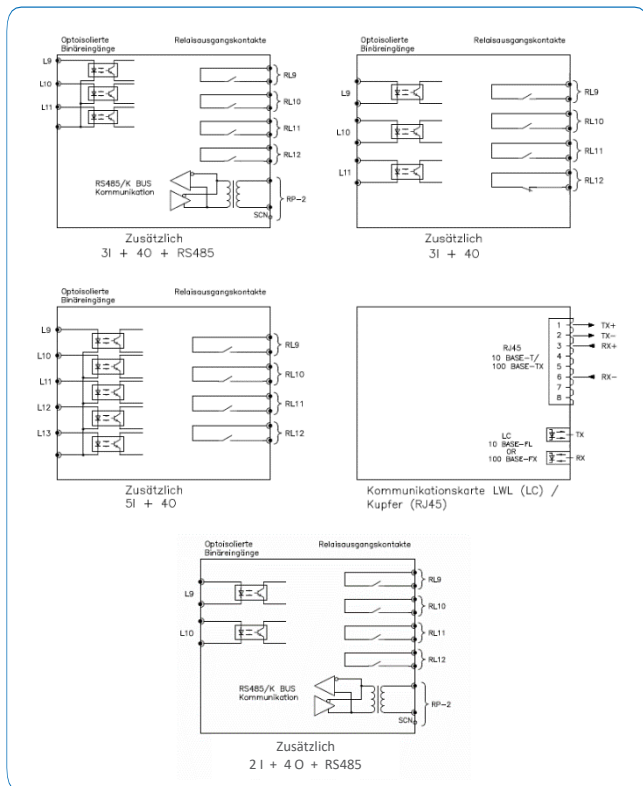 Optoisolierte
Binäreingänge
Relaisausgangskontakte
L9
L10
L11
RL9
RL10
RL11
RL12
RS485/K BUS
Kommunikation
RP-2
SCN
Zusätzlich
3I + 4O + RS485
Optoisolierte
Binäreingänge
Relaisausgangskontakte
L9
L10
L11
RL9
RL10
RL11
RL12
Zusätzlich
3I + 4O
Optoisolierte
Binäreingänge
Relaisausgangskontakte
L9
L10
L11
L12
L13
RL9
RL10
RL11
RL12
Zusätzlich
5I + 4O
RJ45
10 BASE-T/
100 BASE-TX
1
2
3
4
5
6
7
8
TX+
TX-
RX+
RX-
LC
10 BASE-FL
OR
100 BASE-FX
TX
RX
Kommunikationskarte LWL (LC) /
Kupfer (RJ45)
Optoisolierte
Binäreingänge
Relaisausgangskontakte
L9
L10
RL9
RL10
RL11
RL12
RS485/K BUS
Kommunikation
RP-2
SCN
Zusätzlich
2 I + 4 O + RS485